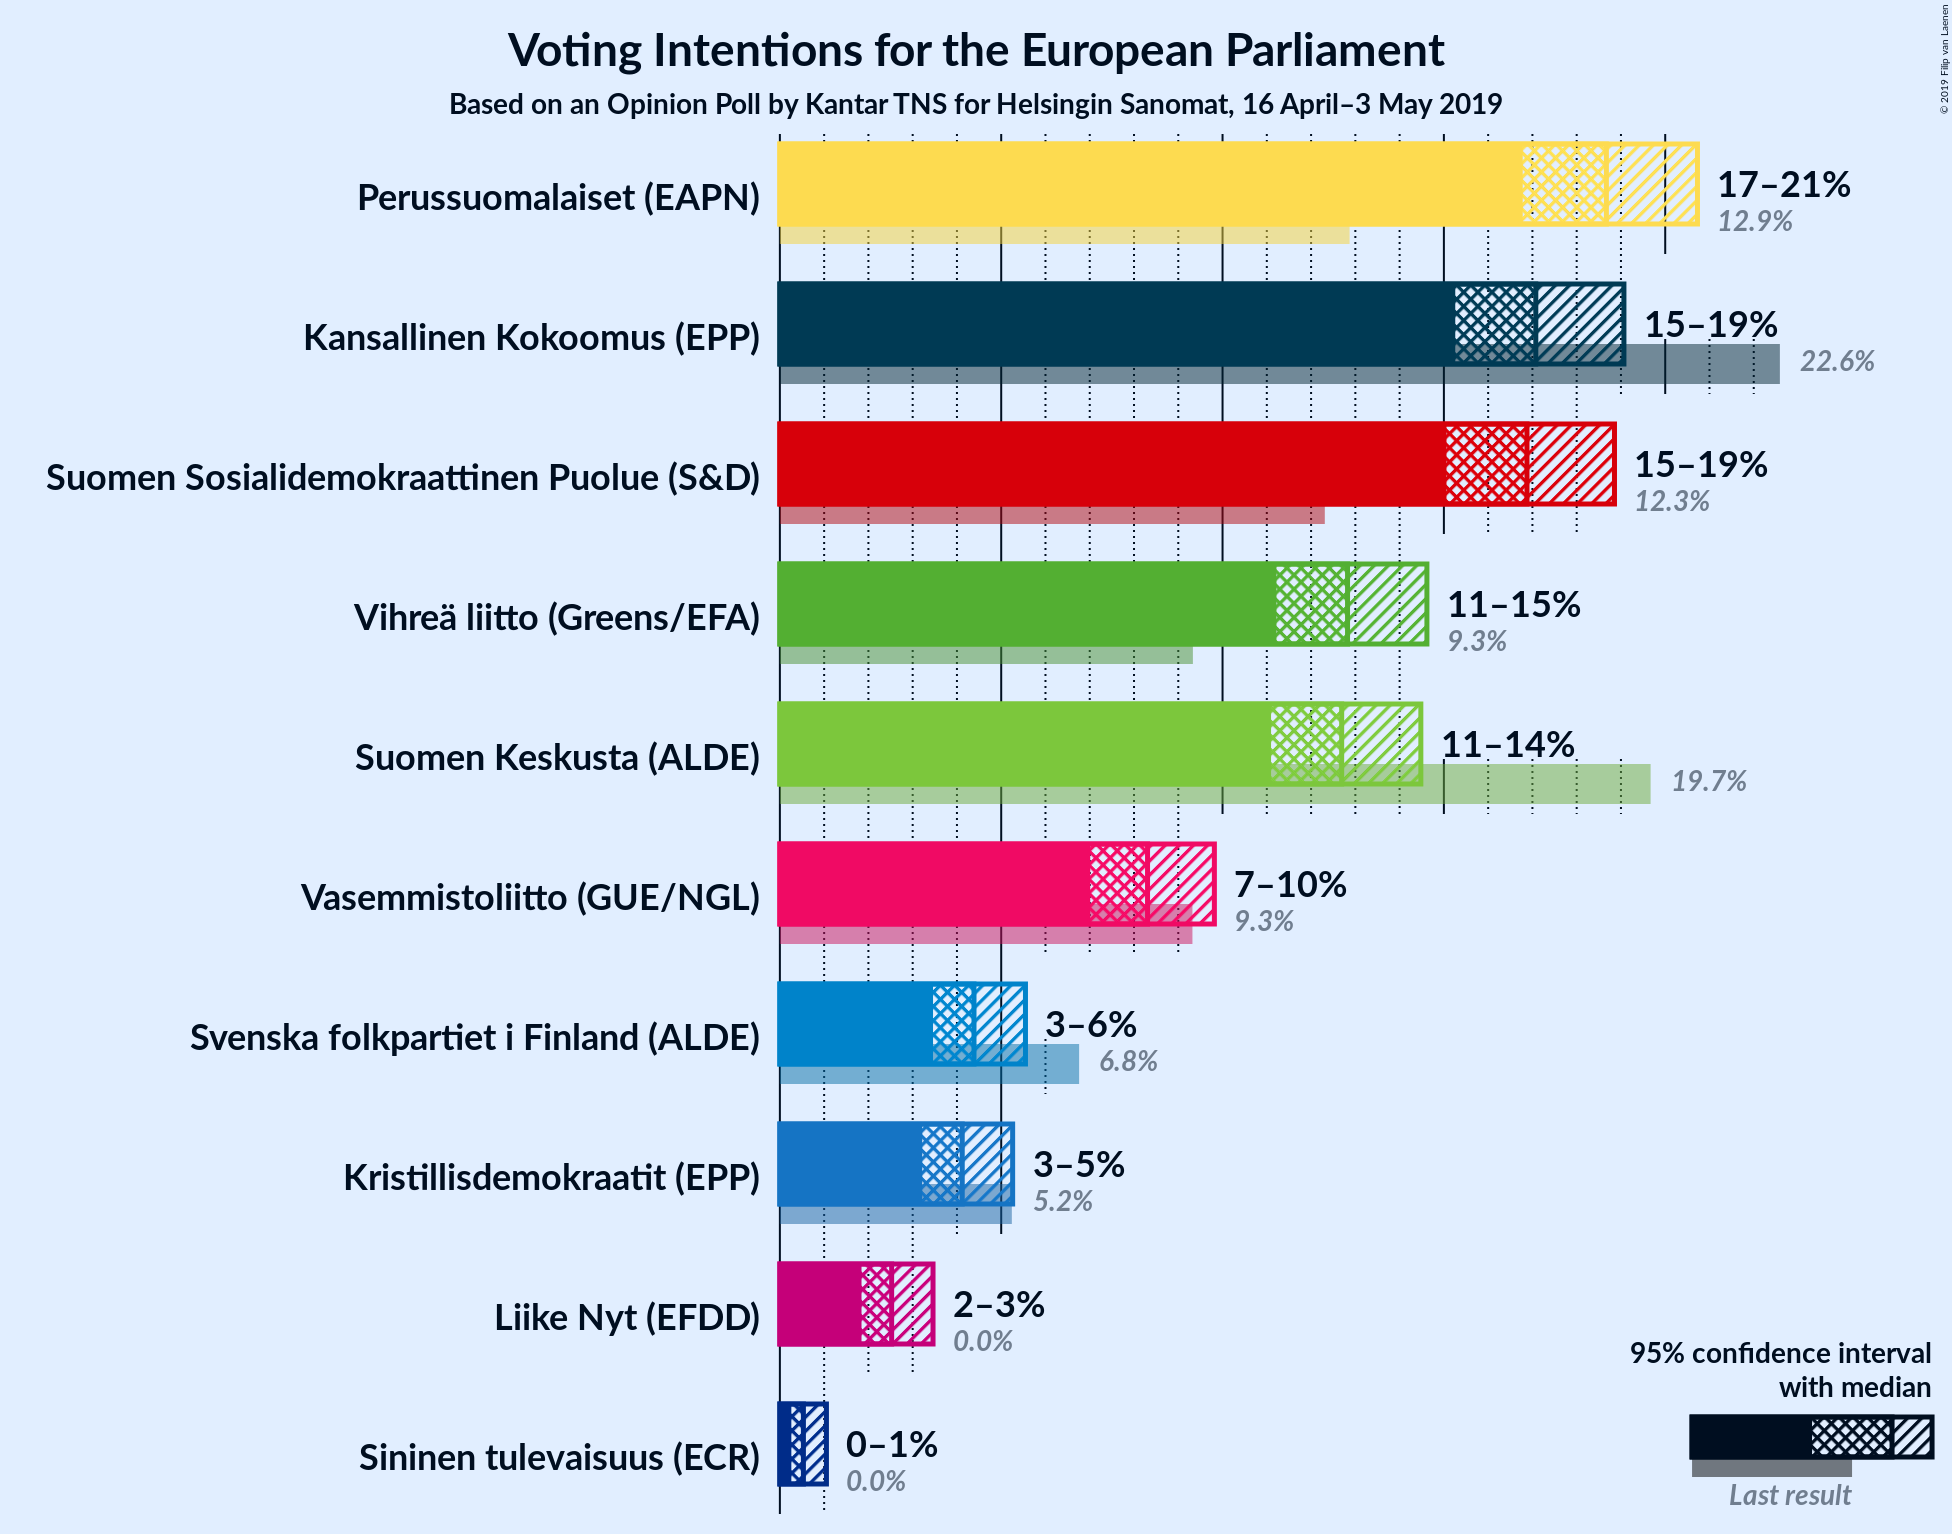 Voting Intentions for the European Parliament
Based on an Opinion Poll by Kantar TNS for Helsingin Sanomat, 16 April–3 May 2019
© 2019 Filip van Laenen
Perussuomalaiset (EAPN)
17–21%
12.9%
Kansallinen Kokoomus (EPP)
15–19%
22.6%
Suomen Sosialidemokraattinen Puolue (S&D)
15–19%
12.3%
Vihreä liitto (Greens/EFA)
11–15%
9.3%
Suomen Keskusta (ALDE)
11–14%
19.7%
Vasemmistoliitto (GUE/NGL)
7–10%
9.3%
Svenska folkpartiet i Finland (ALDE)
3–6%
6.8%
Kristillisdemokraatit (EPP)
3–5%
5.2%
Liike Nyt (EFDD)
2–3%
0.0%
Sininen tulevaisuus (ECR)
0–1%
0.0%
95% confidence interval
with median
Last result